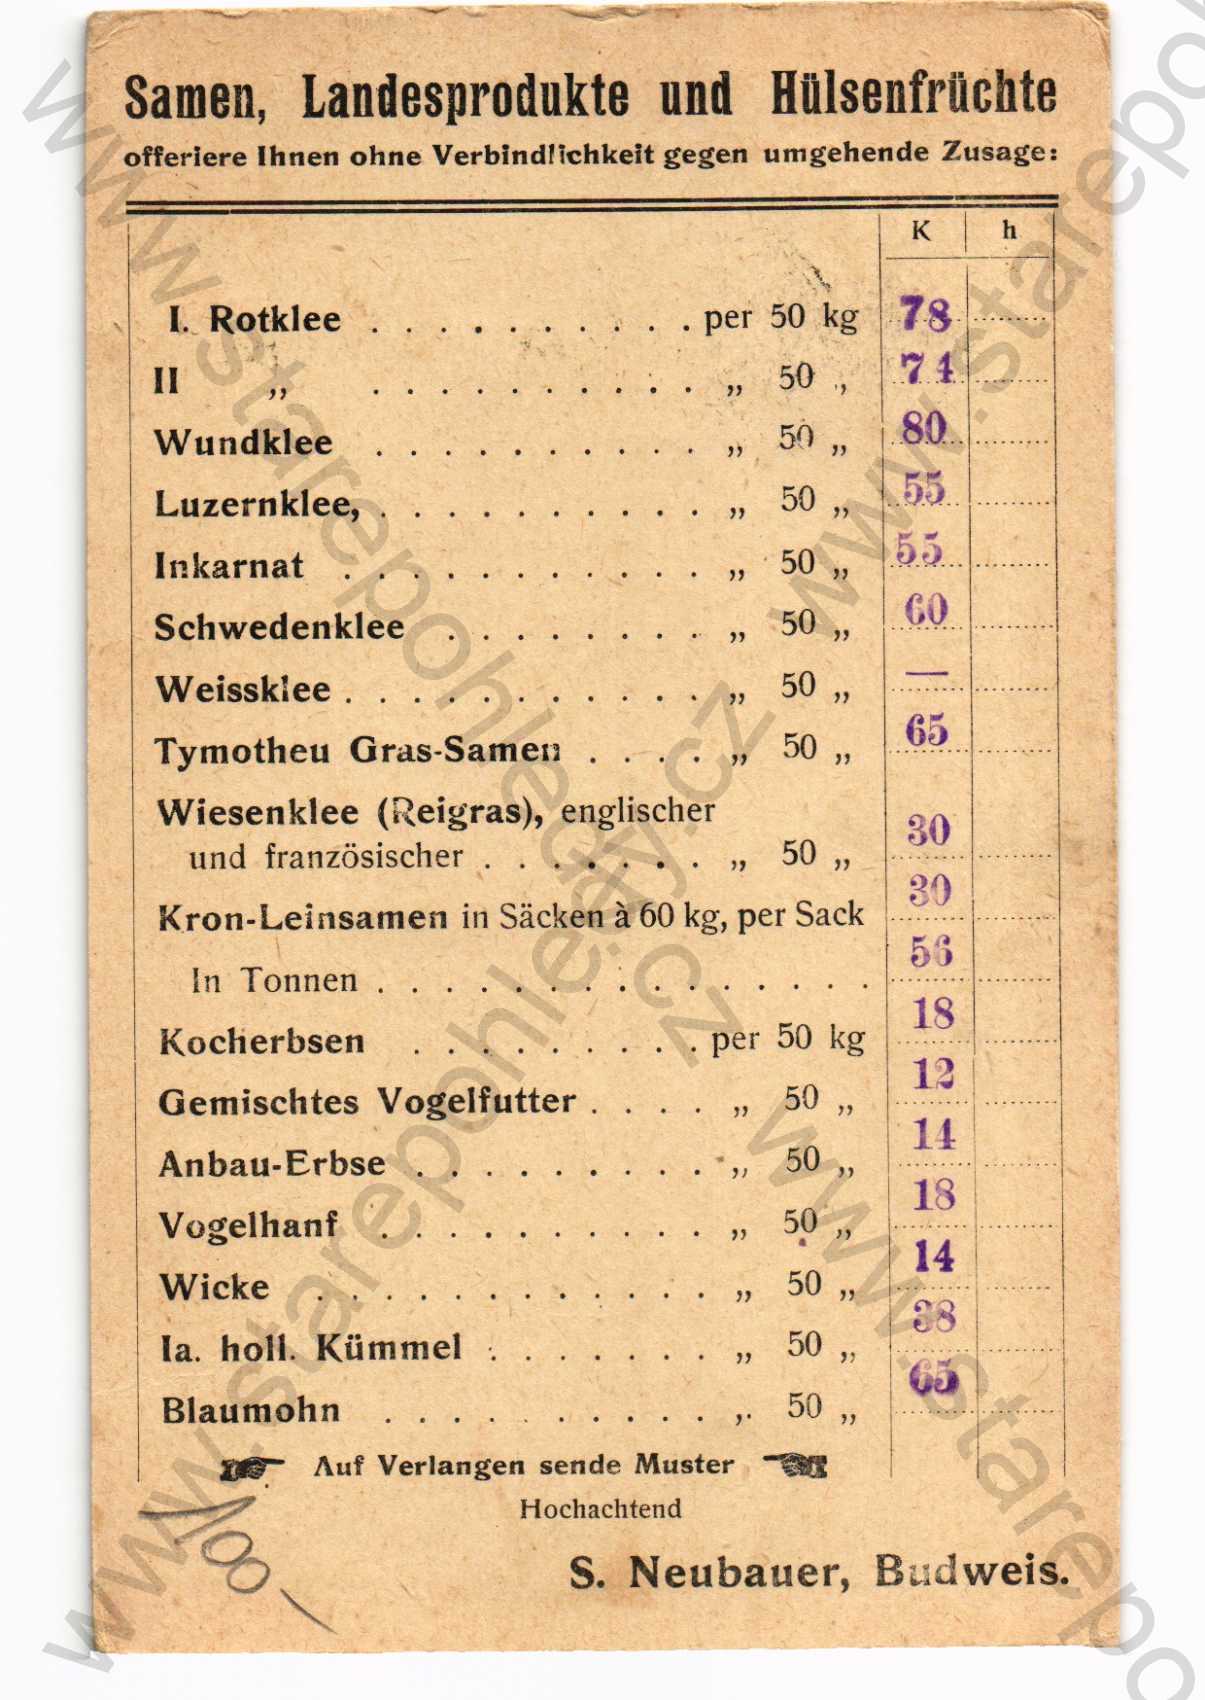 Samen, Landesprodukte und Hülsenfrüchte
offeriere Ihnen ohne Verbindlichkeit gegen umgehende Zusage:
K h
I. Rotklee . . . . . . . . . . per 50 kg 78
II „ . . . . . . . . . . „ 50 „ 74
Wundklee . . . . . . . . . . „ 50 „ 80
Luzernklee, . . . . . . . . . . „ 50 „ 55
Inkarnat . . . . . . . . . . . „ 50 „ 55
Schwedenklee . . . . . . . . „ 50 „ 60
Weissklee . . . . . . . . . . . „ 50 „ —
Tymotheu Gras-Samen . . . . „ 50 „ 65
Wiesenklee (Reigras), englischer
und französischer . . . . . . . „ 50 „ 30
Kron-Leinsamen in Säcken à 60 kg, per Sack 30
In Tonnen . . . . . . . . . . . . . . . 56
Kocherbsen . . . . . . . . . per 50 kg 18
Gemischtes Vogelfutter . . . . „ 50 „ 12
Anbau-Erbse . . . . . . . . . „ 50 „ 14
Vogelhanf . . . . . . . . . . „ 50 „ 18
Wicke . . . . . . . . . . . . „ 50 „ 14
Ia. holl. Kümmel . . . . . . . „ 50 „ 38
Blaumohn . . . . . . . . . . „ 50 „ 65
Auf Verlangen sende Muster
Hochachtend
S. Neubauer, Budweis.
www.starepohledy.cz
www.starepohledy.cz